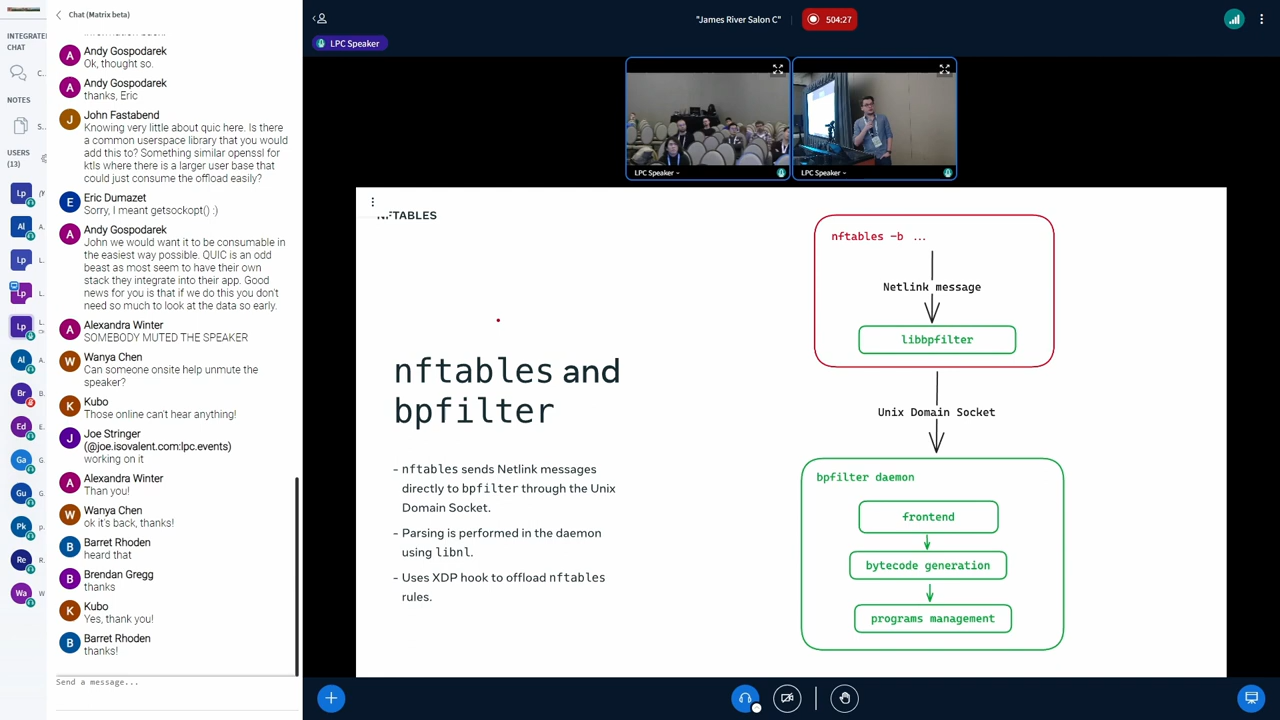 Chat (Matrix beta)
INTEGRATE
CHAT
C...
NOTES
S...
USERS
(13)
Andy Gospodarek
Ok, thought so.
Andy Gospodarek
thanks, Eric
John Fastabend
Knowing very little about quic here. Is there
a common userspace library that you would
add this to? Something similar openssl for
ktls where there is a larger user base that
could just consume the offload easily?
Eric Dumazet
Sorry, I meant getsockopt() :)
Andy Gospodarek
John we would want it to be consumable in
the easiest way possible. QUIC is an odd
beast as most seem to have their own
stack they integrate into their app. Good
news for you is that if we do this you don't
need so much to look at the data so early.
Alexandra Winter
SOMEBODY MUTED THE SPEAKER
Wanya Chen
Can someone onsite help unmute the
speaker?
Kubo
Those online can't hear anything!
Joe Stringer
(@joe.isovalent.com:lpc.events)
working on it
Alexandra Winter
Than you!
Wanya Chen
ok it's back, thanks!
Barret Rhoden
heard that
Brendan Gregg
thanks
Kubo
Yes, thank you!
Barret Rhoden
thanks!
Send a message...
"James River Salon C"
504:27
LPC Speaker
LPC Speaker
LPC Speaker
NFTABLES
nftables and
bpfilter
- nftables sends Netlink messages
directly to bpfilter through the Unix
Domain Socket.
- Parsing is performed in the daemon
using libnl.
- Uses XDP hook to offload nftables
rules.
nftables -b ...
Netlink message
libbpfilter
Unix Domain Socket
bpfilter daemon
frontend
bytecode generation
programs management